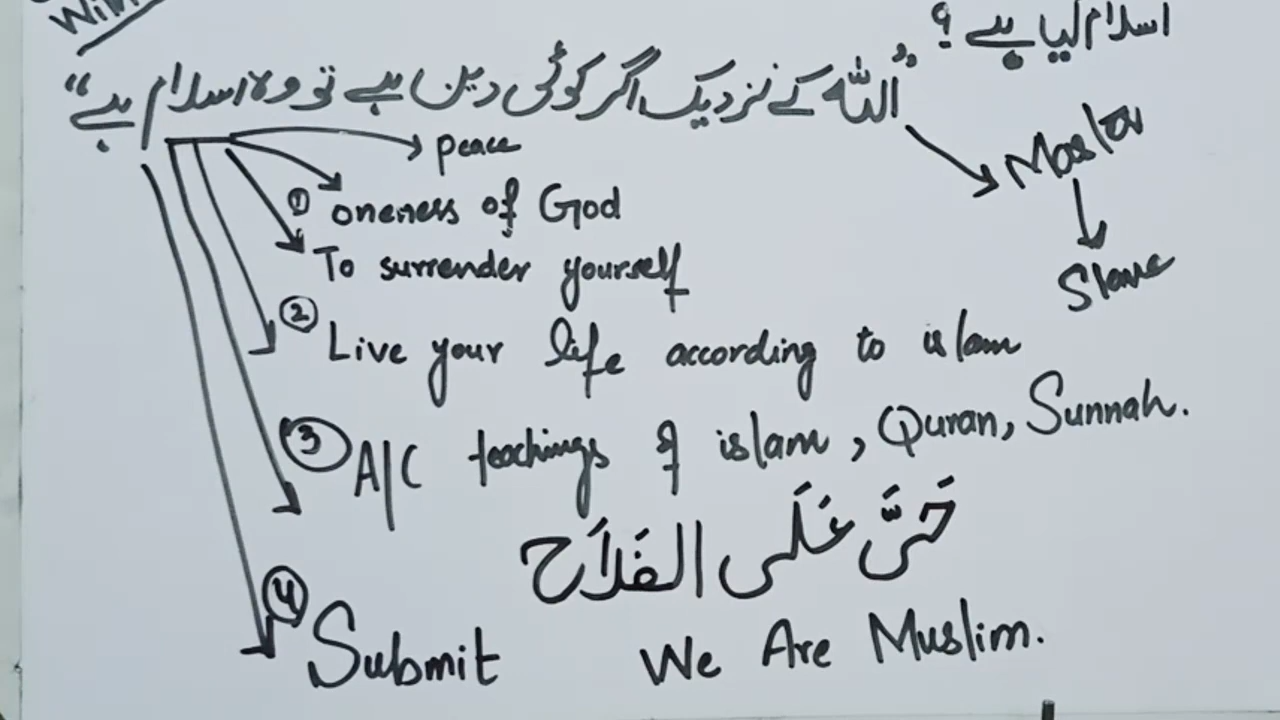 اسلام کیا ہے ؟
"اللہ کے نزدیک اگر کوئی دین ہے تو وہ اسلام ہے"
peace
Master
① oneness of God
Slave
To surrender yourself
② Live your life according to islam
③ A/C teachings of islam, Quran, Sunnah.
حَیَّ عَلَی الفَلَاَح
④ Submit
We Are Muslim.